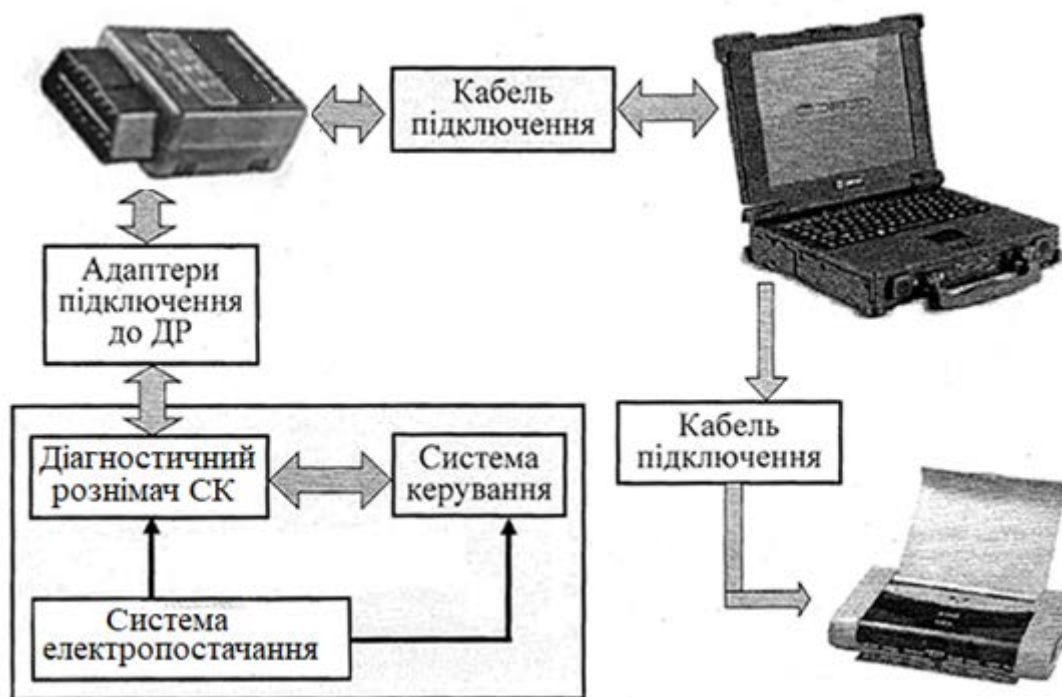 Кабель
підключення
Адаптери
підключення
до ДР
Кабель
підключення
Діагностичний
рознімач СК
Система
керування
Система
електропостачання